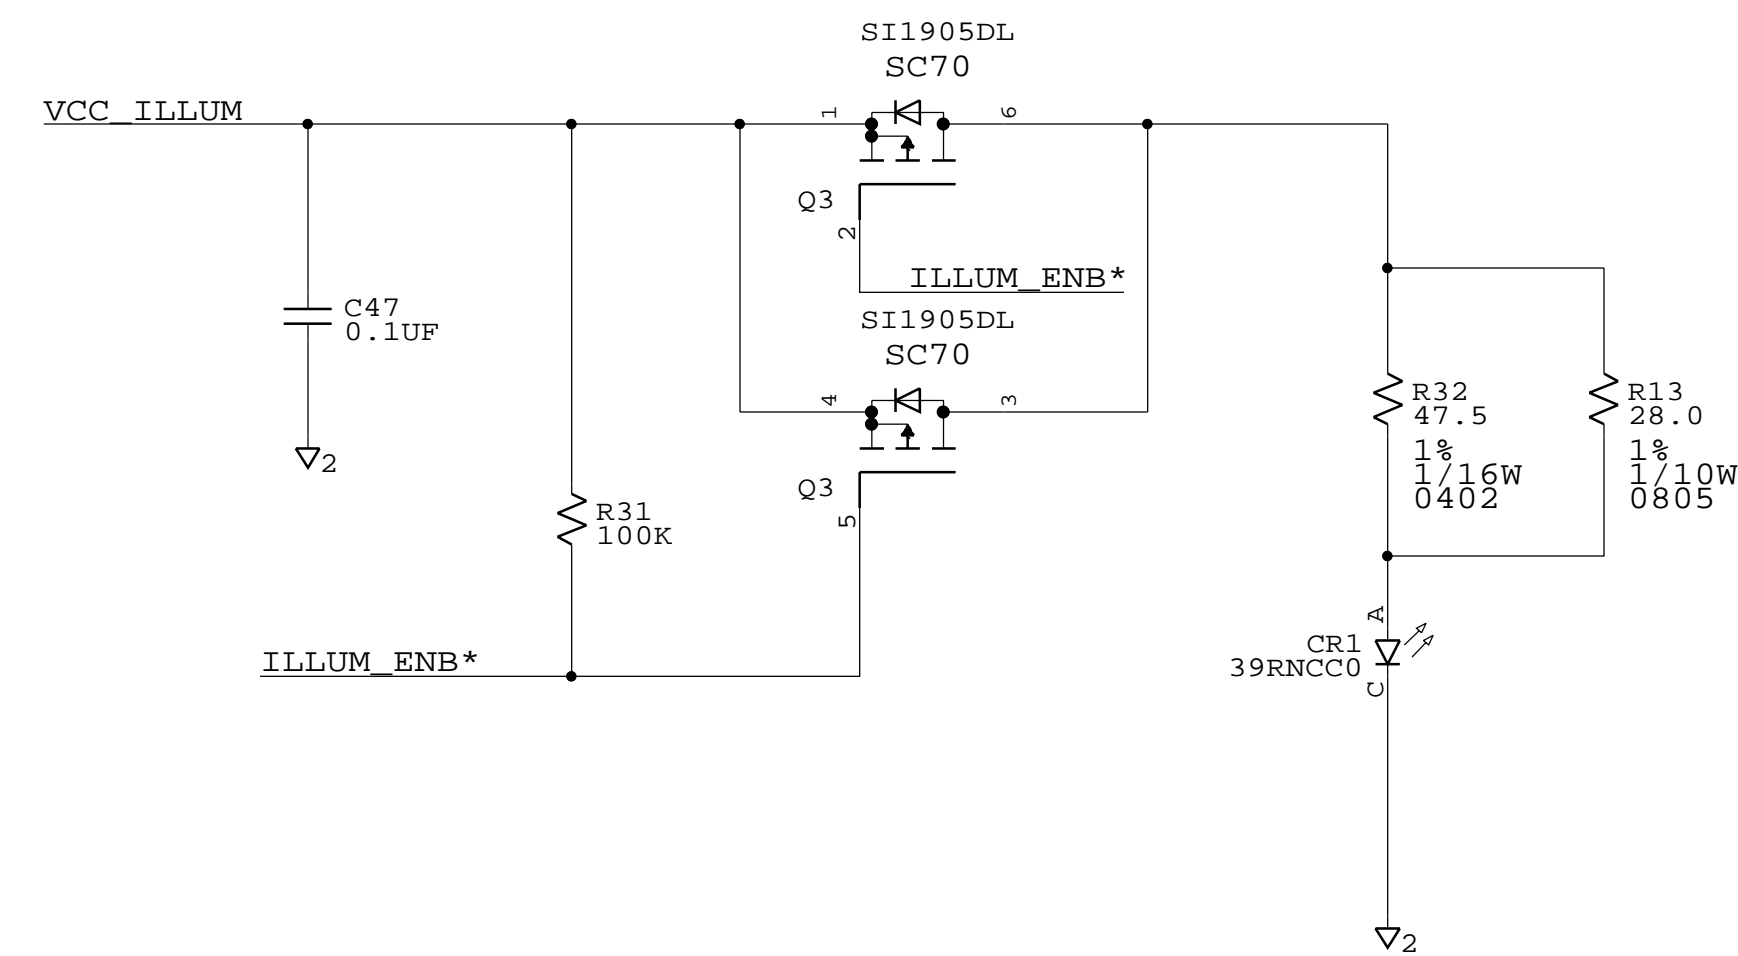 SI1905DL
SC70
VCC_ILLUM
1
6
Q3
2
ILLUM_ENB*
SI1905DL
SC70
C47
0.1UF
4
3
R32
47.5
1%
1/16W
0402
R13
28.0
1%
1/10W
0805
2
Q3
5
R31
100K
A
CR1
39RNCC0
C
ILLUM_ENB*
2